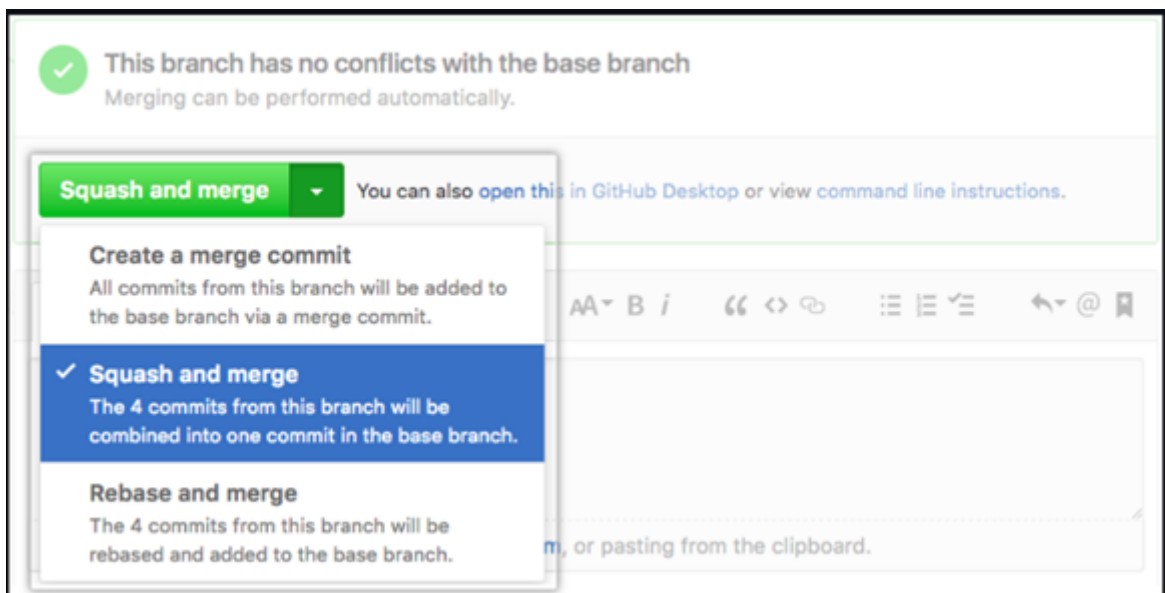 This branch has no conflicts with the base branch
Merging can be performed automatically.
Squash and merge
You can also open this in GitHub Desktop or view command line instructions.
Create a merge commit
All commits from this branch will be added to
the base branch via a merge commit.
AA B i “ <> @
Squash and merge
The 4 commits from this branch will be
combined into one commit in the base branch.
Rebase and merge
The 4 commits from this branch will be
rebased and added to the base branch.
, or pasting from the clipboard.